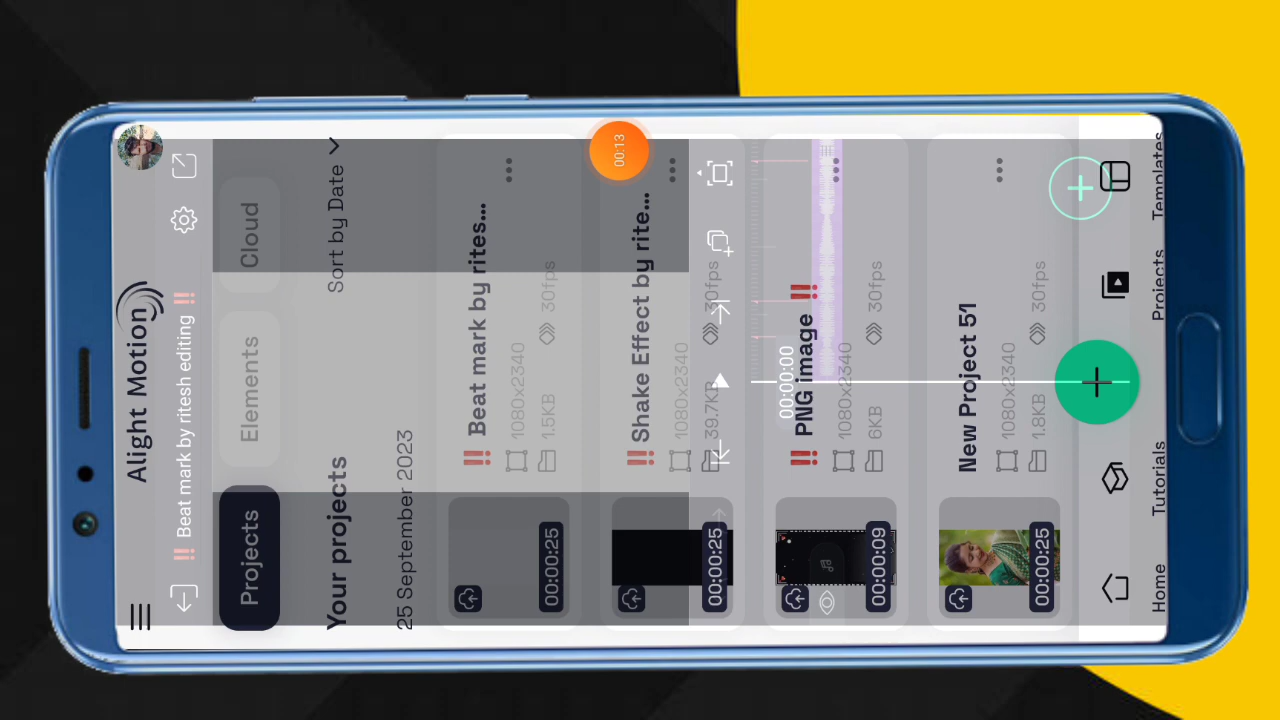 Alight Motion
‼ Beat mark by ritesh editing ‼
Projects
Elements
Cloud
Your projects
Sort by Date
25 September 2023
‼ Beat mark by rites...
1080x2340
1.5KB
30fps
00:00:25
00:13
‼ Shake Effect by rite...
1080x2340
39.7KB
30fps
00:00:25
00:00:00
‼ PNG image ‼
1080x2340
6KB
30fps
00:00:09
New Project 51
1080x2340
1.8KB
30fps
00:00:25
Home
Tutorials
Projects
Templates